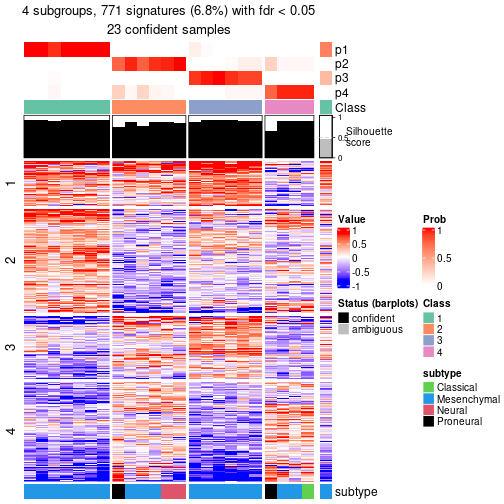 4 subgroups, 771 signatures (6.8%) with fdr < 0.05
23 confident samples
p1
p2
p3
p4
Class
1
0.5
0
Silhouette
score
1
2
3
4
Value
1
0.5
0
-0.5
-1
Prob
1
0.5
0
Status (barplots)
confident
ambiguous
Class
1
2
3
4
subtype
Classical
Mesenchymal
Neural
Proneural
subtype